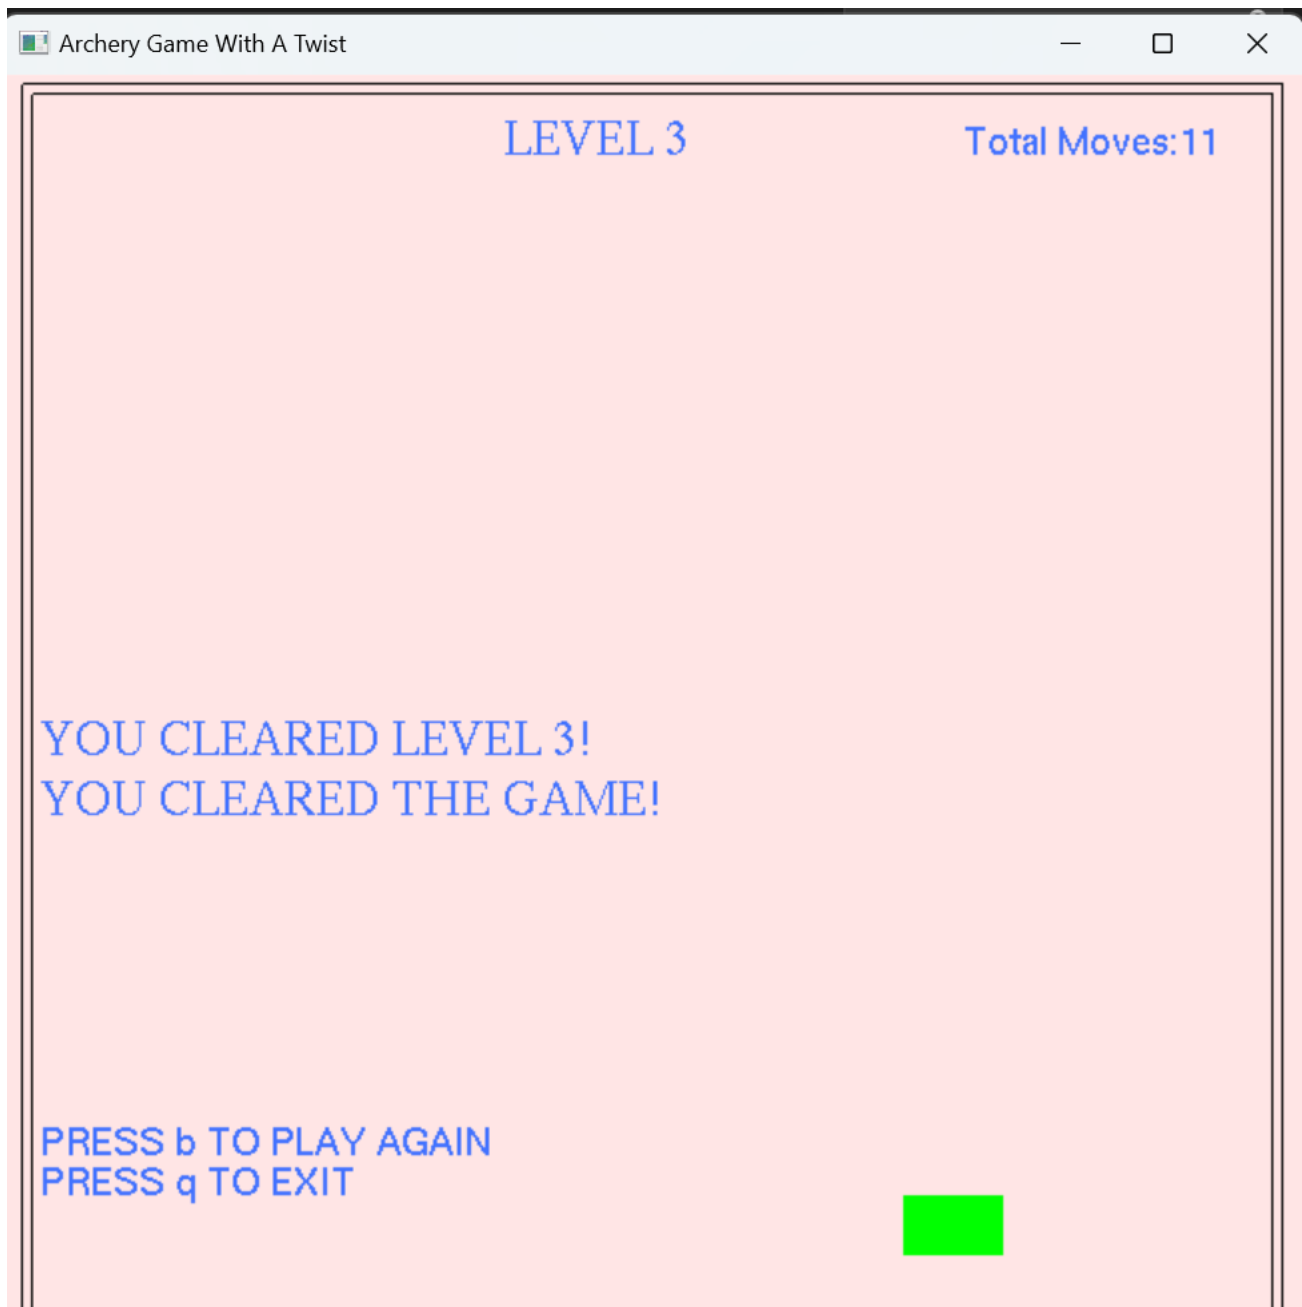 Archery Game With A Twist
LEVEL 3
Total Moves:11
YOU CLEARED LEVEL 3!
YOU CLEARED THE GAME!
PRESS b TO PLAY AGAIN
PRESS q TO EXIT